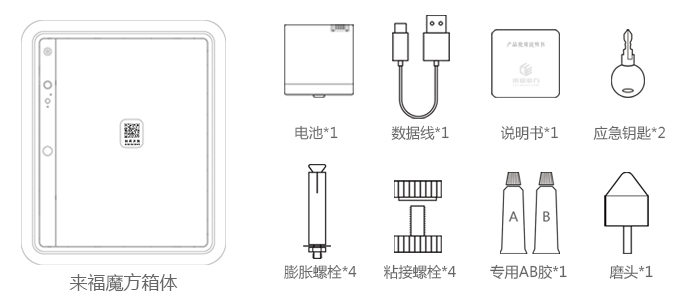 产品使用说明书
电池*1
数据线*1
说明书*1
应急钥匙*2
A
B
来福魔方箱体
膨胀螺栓*4
粘接螺栓*4
专用AB胶*1
磨头*1